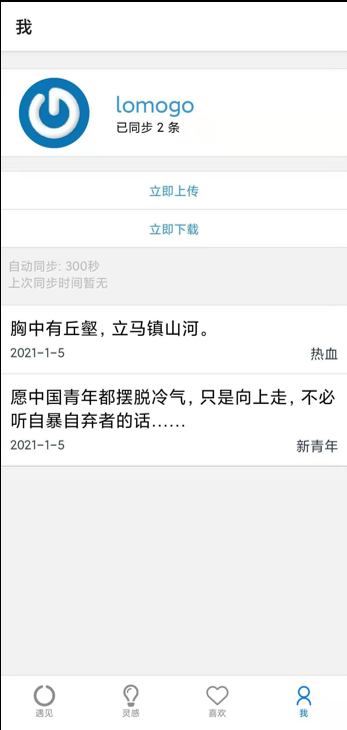 我
lomogo
已同步 2 条
立即上传
立即下载
自动同步: 300秒
上次同步时间暂无
胸中有丘壑，立马镇山河。
2021-1-5 热血
愿中国青年都摆脱冷气，只是向上走，不必
听自暴自弃者的话……
2021-1-5 新青年
遇见 灵感 喜欢 我